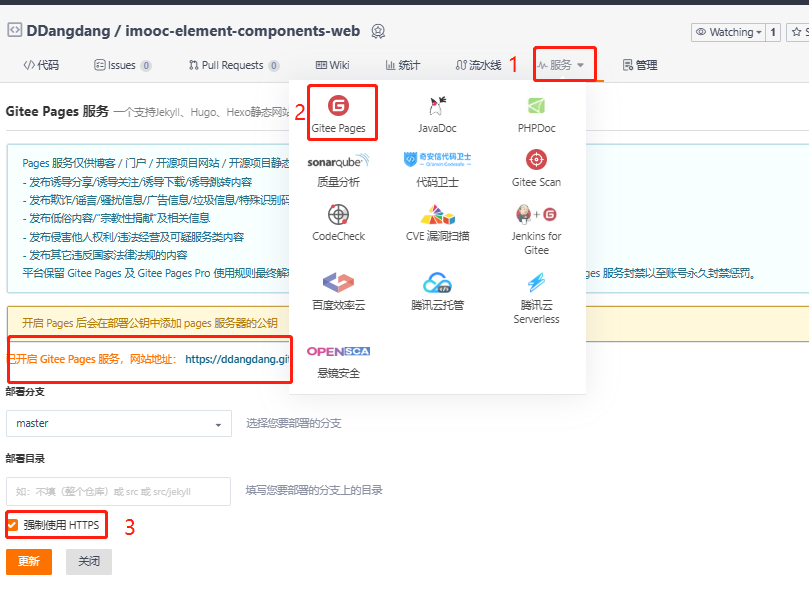 DDangdang / imooc-element-components-web
Watching 1
代码 Issues 0 Pull Requests 0 Wiki 统计 流水线 1 服务 管理
Gitee Pages 服务 一个支持Jekyll、Hugo、Hexo静态网站
2
Gitee Pages JavaDoc PHPDoc
Pages 服务仅供博客 / 门户 / 开源项目网站 / 开源项目静态
- 发布诱导分享/诱导关注/诱导下载/诱导跳转内容
- 发布欺诈/谣言/骚扰信息/广告信息/垃圾信息/特殊识别码
- 发布低俗内容/"宗教性捐献"及相关信息
- 发布侵害他人权利/违法经营及可疑服务类内容
- 发布其它违反国家法律法规的内容
平台保留 Gitee Pages 及 Gitee Pages Pro 使用规则最终解
ges 服务封禁以至账号永久封禁惩罚。
sonarqube 奇安信代码卫士
质量分析 代码卫士 Gitee Scan
CodeCheck CVE 漏洞扫描 Jenkins for
Gitee
百度效率云 腾讯云托管 腾讯云
Serverless
OPENSCA
悬镜安全
开启 Pages 后会在部署公钥中添加 pages 服务器的公钥
已开启 Gitee Pages 服务，网站地址： https://ddangdang.git
部署分支
master 选择您要部署的分支
部署目录
如：不填（整个仓库）或 src 或 src/jekyll 填写您要部署的分支上的目录
强制使用 HTTPS 3
更新 关闭